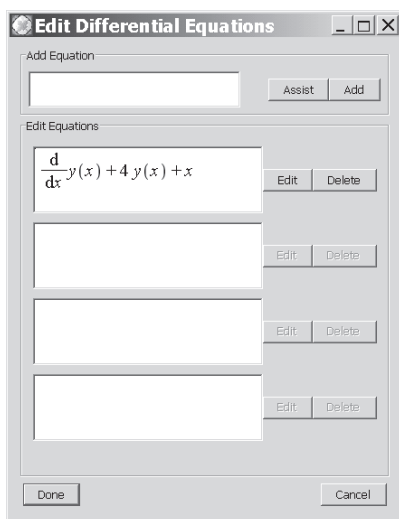 Edit Differential Equations
Add Equation
Assist Add
Edit Equations
d/dx y(x) + 4 y(x) + x
Edit Delete
Edit Delete
Edit Delete
Edit Delete
Done Cancel